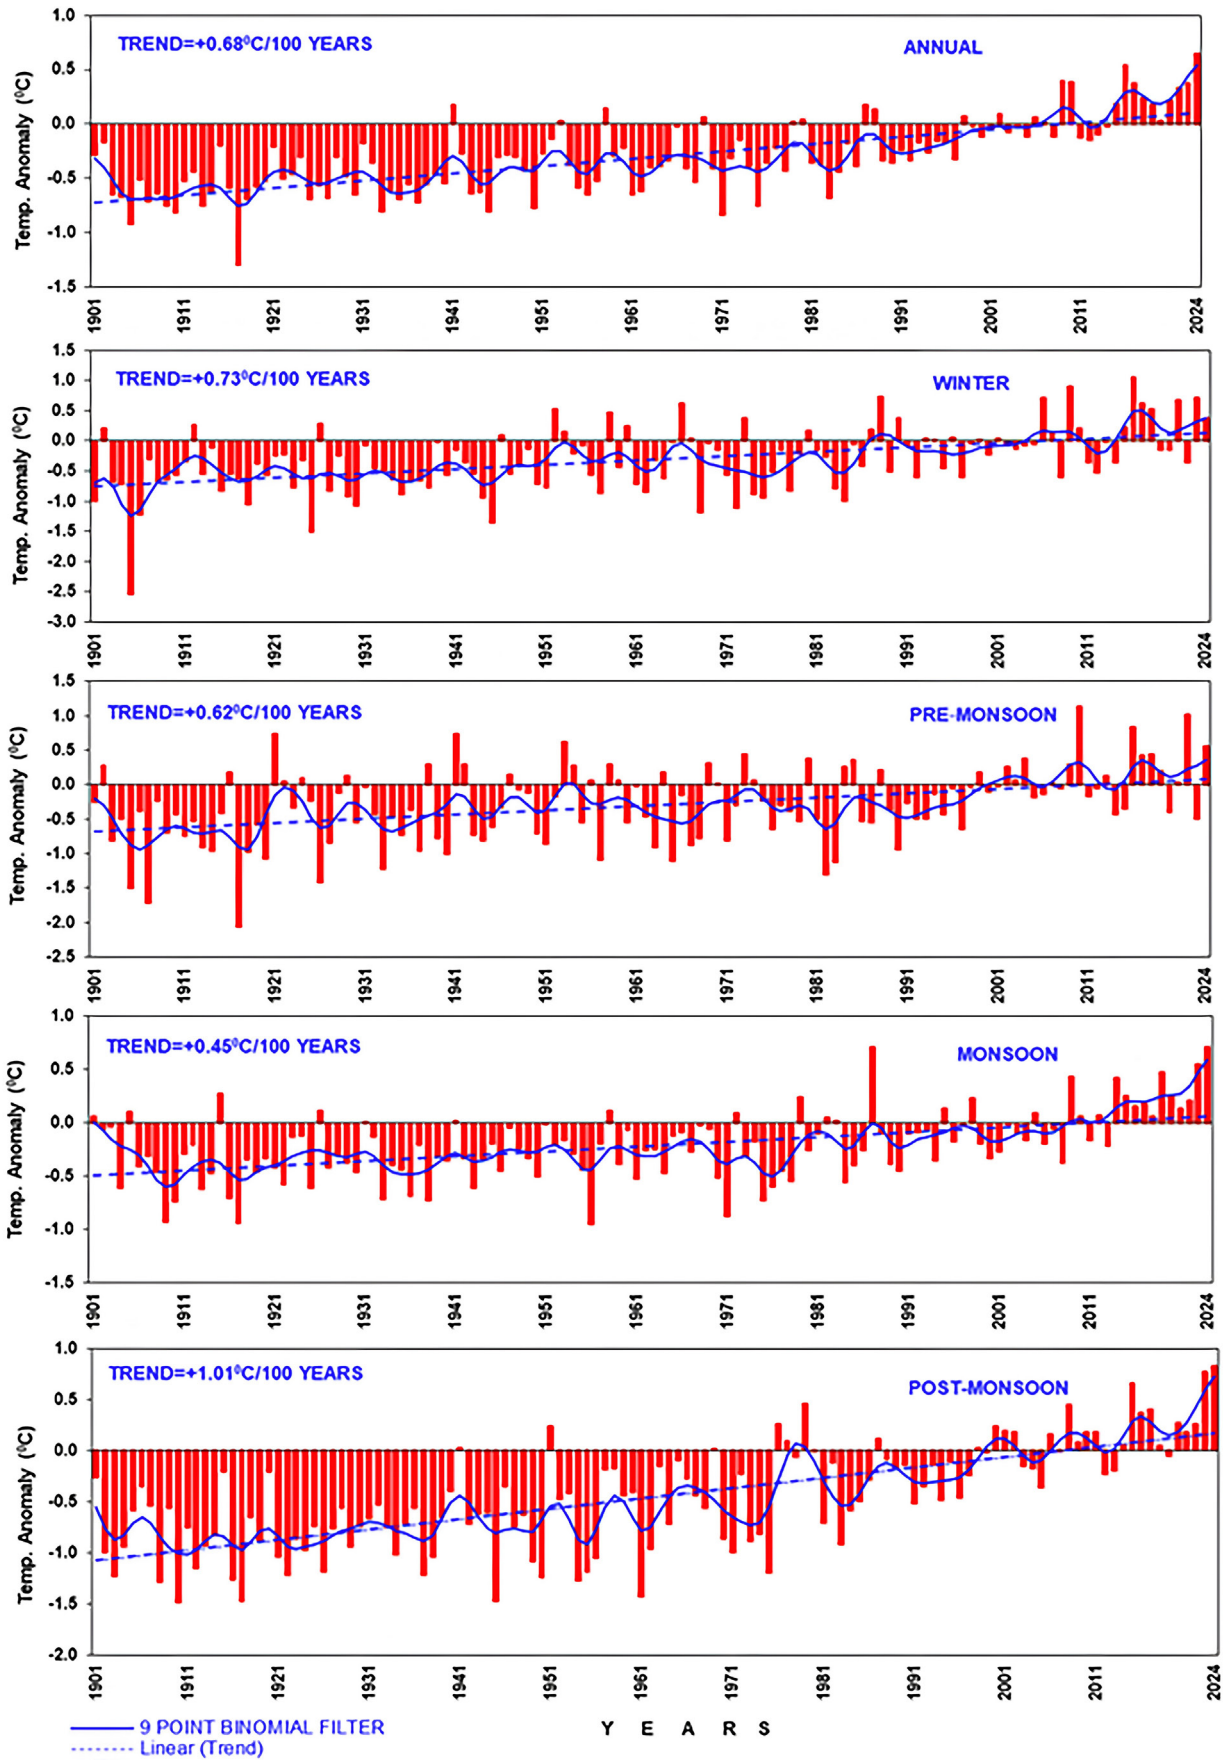 TREND=+0.68⁰C/100 YEARS
ANNUAL
Temp. Anomaly (⁰C)
1.0
0.5
0.0
-0.5
-1.0
-1.5
1901 1911 1921 1931 1941 1951 1961 1971 1981 1991 2001 2011 2024
TREND=+0.73⁰C/100 YEARS
WINTER
Temp. Anomaly (⁰C)
1.5
1.0
0.5
0.0
-0.5
-1.0
-1.5
-2.0
-2.5
-3.0
1901 1911 1921 1931 1941 1951 1961 1971 1981 1991 2001 2011 2024
TREND=+0.62⁰C/100 YEARS
PRE-MONSOON
Temp. Anomaly (⁰C)
1.5
1.0
0.5
0.0
-0.5
-1.0
-1.5
-2.0
-2.5
1901 1911 1921 1931 1941 1951 1961 1971 1981 1991 2001 2011 2024
TREND=+0.45⁰C/100 YEARS
MONSOON
Temp. Anomaly (⁰C)
1.0
0.5
0.0
-0.5
-1.0
-1.5
1901 1911 1921 1931 1941 1951 1961 1971 1981 1991 2001 2011 2024
TREND=+1.01⁰C/100 YEARS
POST-MONSOON
Temp. Anomaly (⁰C)
1.0
0.5
0.0
-0.5
-1.0
-1.5
-2.0
1901 1911 1921 1931 1941 1951 1961 1971 1981 1991 2001 2011 2024
9 POINT BINOMIAL FILTER
Linear (Trend)
Y E A R S